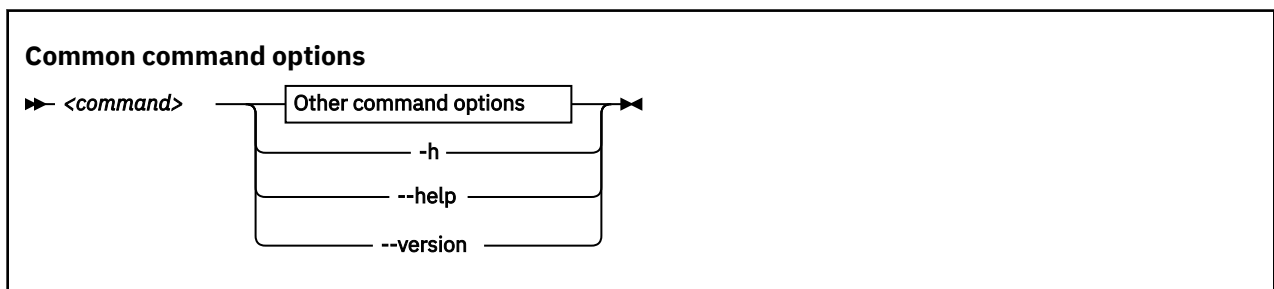 Common command options
<command> Other command options
-h
--help
--version